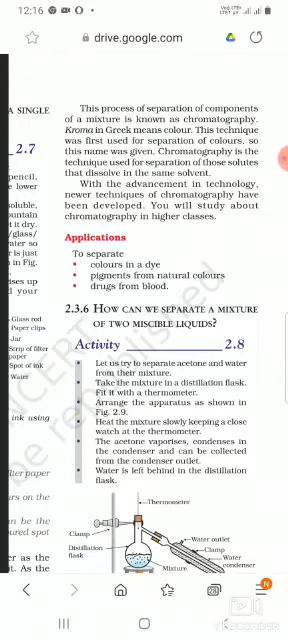 12:16
drive.google.com
A SINGLE
2.7
pencil,
e lower
soluble,
ountain
et it dry.
/glass/
vater so
r is just
in Fig.
ises up
d your
Glass rod
Paper clips
Jar
Strip of filter
paper
Spot of ink
Water
ink using
filter paper
urs on the
an be the
oured spot
er as the
it. As the
This process of separation of components
of a mixture is known as chromatography.
Kroma in Greek means colour. This technique
was first used for separation of colours, so
this name was given. Chromatography is the
technique used for separation of those solutes
that dissolve in the same solvent.
With the advancement in technology,
newer techniques of chromatography have
been developed. You will study about
chromatography in higher classes.
Applications
To separate
• colours in a dye
• pigments from natural colours
• drugs from blood.
2.3.6 HOW CAN WE SEPARATE A MIXTURE
OF TWO MISCIBLE LIQUIDS?
Activity 2.8
• Let us try to separate acetone and water
from their mixture.
• Take the mixture in a distillation flask.
Fit it with a thermometer.
• Arrange the apparatus as shown in
Fig. 2.9.
• Heat the mixture slowly keeping a close
watch at the thermometer.
• The acetone vaporises, condenses in
the condenser and can be collected
from the condenser outlet.
• Water is left behind in the distillation
flask.
Thermometer
Clamp
Distillation
flask
Water outlet
Clamp
Water
condenser
Mixture
be republished
N
28
RECORDER